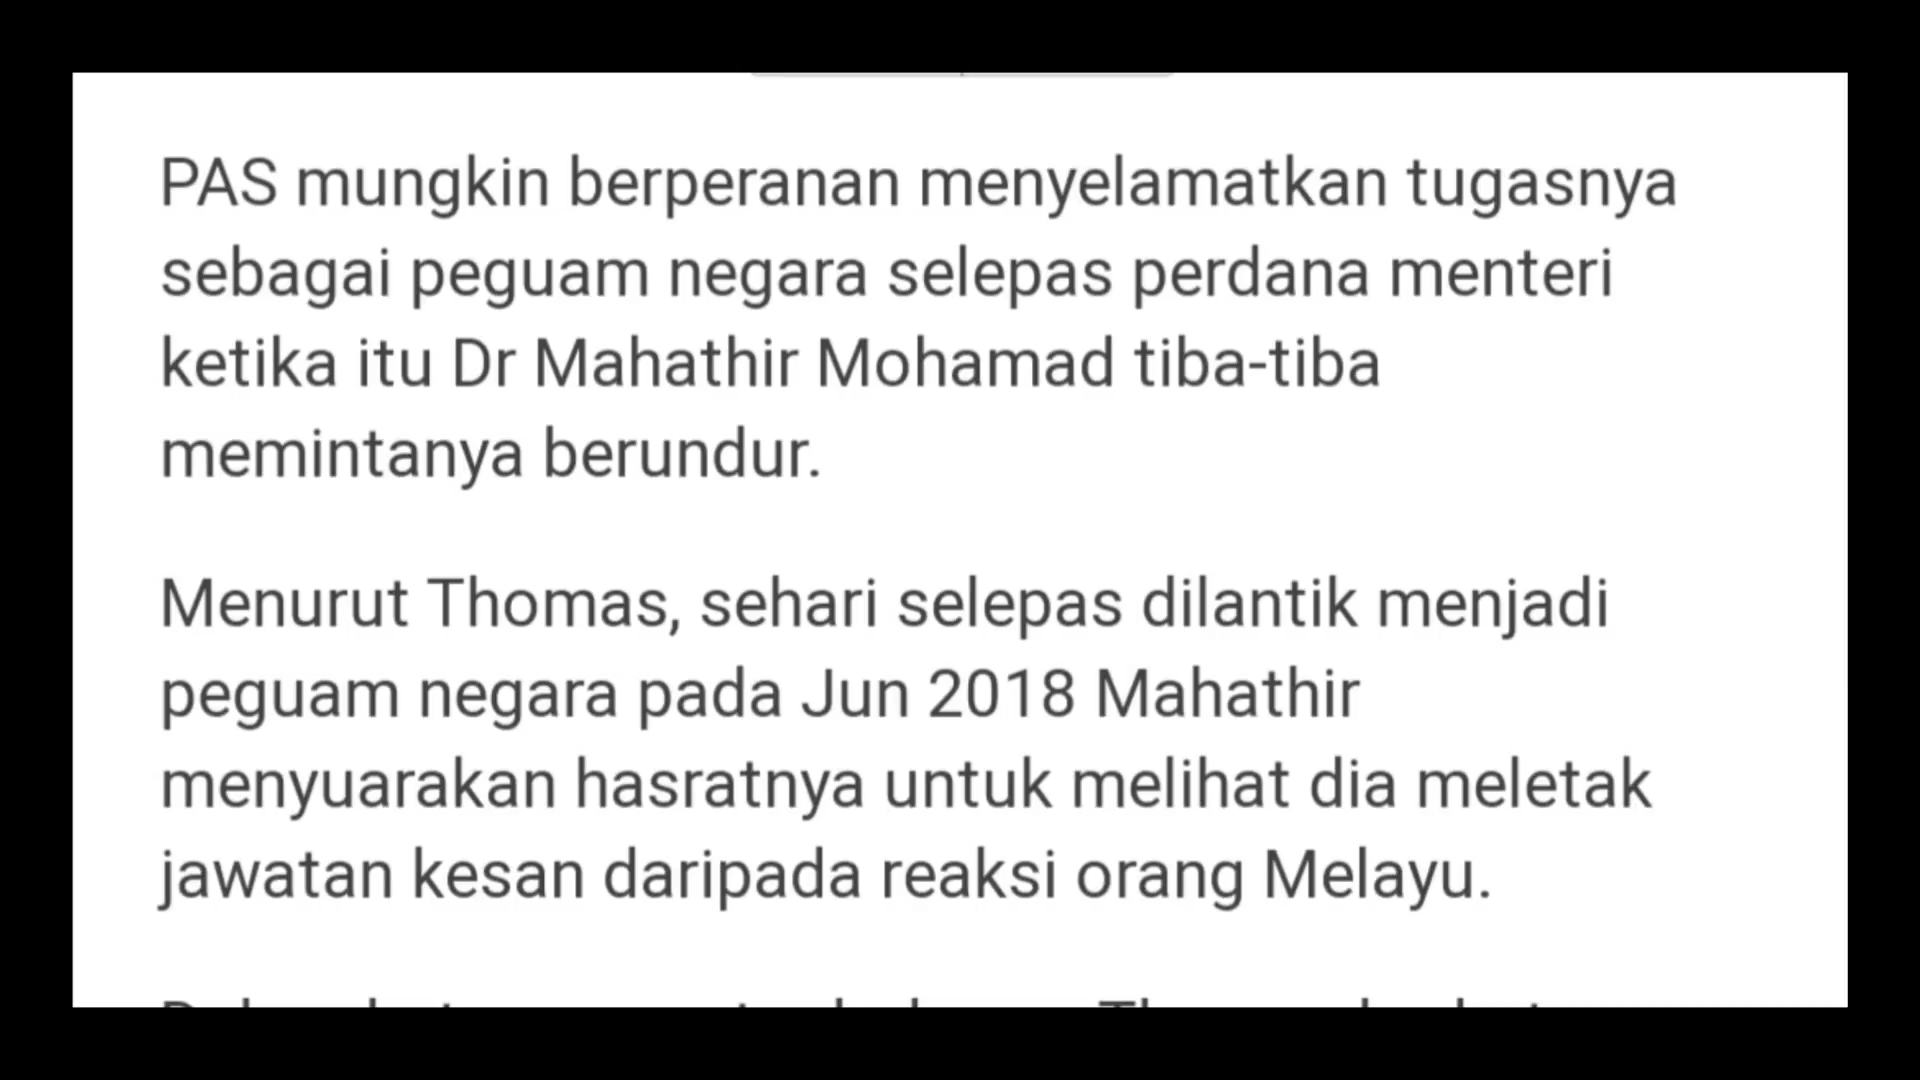 PAS mungkin berperanan menyelamatkan tugasnya
sebagai peguam negara selepas perdana menteri
ketika itu Dr Mahathir Mohamad tiba-tiba
memintanya berundur.
Menurut Thomas, sehari selepas dilantik menjadi
peguam negara pada Jun 2018 Mahathir
menyuarakan hasratnya untuk melihat dia meletak
jawatan kesan daripada reaksi orang Melayu.